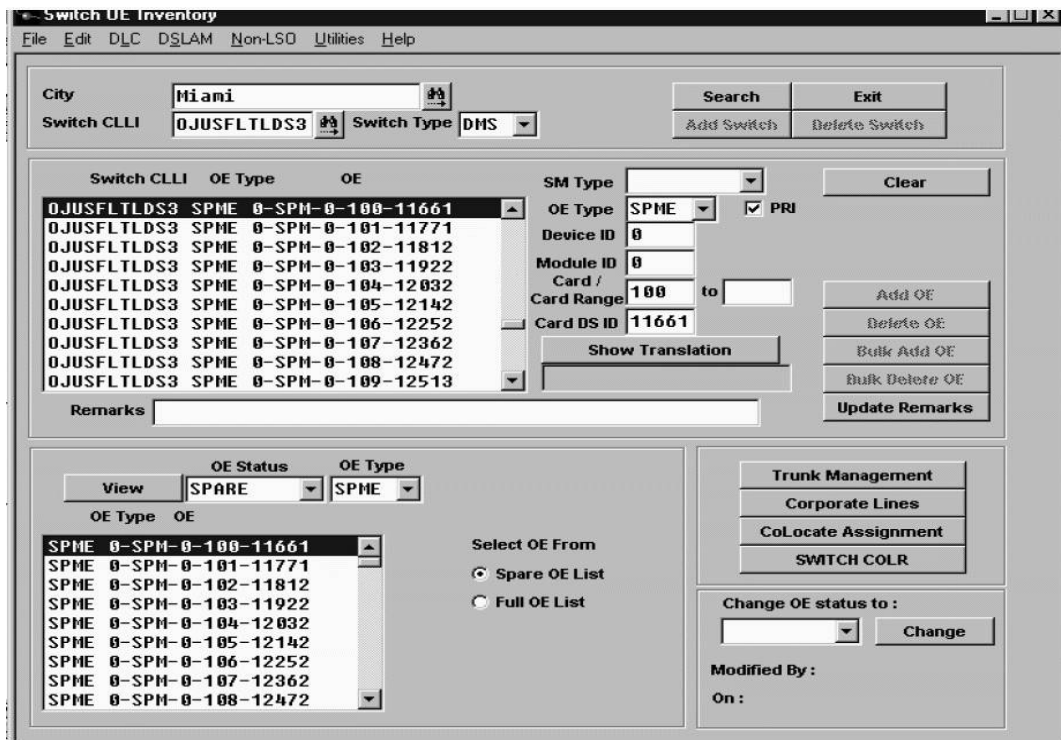 Switch OE Inventory
File Edit DLC DSLAM Non-LSO Utilities Help
City Miami Search Exit
Switch CLLI OJUSFLTLDS3 Switch Type DMS Add Switch Delete Switch
Switch CLLI OE Type OE
OJUSFLTLDS3 SPME 0-SPM-0-100-11661
OJUSFLTLDS3 SPME 0-SPM-0-101-11771
OJUSFLTLDS3 SPME 0-SPM-0-102-11812
OJUSFLTLDS3 SPME 0-SPM-0-103-11922
OJUSFLTLDS3 SPME 0-SPM-0-104-12032
OJUSFLTLDS3 SPME 0-SPM-0-105-12142
OJUSFLTLDS3 SPME 0-SPM-0-106-12252
OJUSFLTLDS3 SPME 0-SPM-0-107-12362
OJUSFLTLDS3 SPME 0-SPM-0-108-12472
OJUSFLTLDS3 SPME 0-SPM-0-109-12513
SM Type
OE Type SPME PRI
Device ID 0
Module ID 0
Card /
Card Range 100 to
Card DS ID 11661
Show Translation
Clear
Add OE
Delete OE
Bulk Add OE
Bulk Delete OE
Update Remarks
Remarks
OE Status OE Type
View SPARE SPME
OE Type OE
SPME 0-SPM-0-100-11661
SPME 0-SPM-0-101-11771
SPME 0-SPM-0-102-11812
SPME 0-SPM-0-103-11922
SPME 0-SPM-0-104-12032
SPME 0-SPM-0-105-12142
SPME 0-SPM-0-106-12252
SPME 0-SPM-0-107-12362
SPME 0-SPM-0-108-12472
Select OE From
Spare OE List
Full OE List
Trunk Management
Corporate Lines
CoLocate Assignment
SWITCH COLR
Change OE status to :
Change
Modified By :
On :